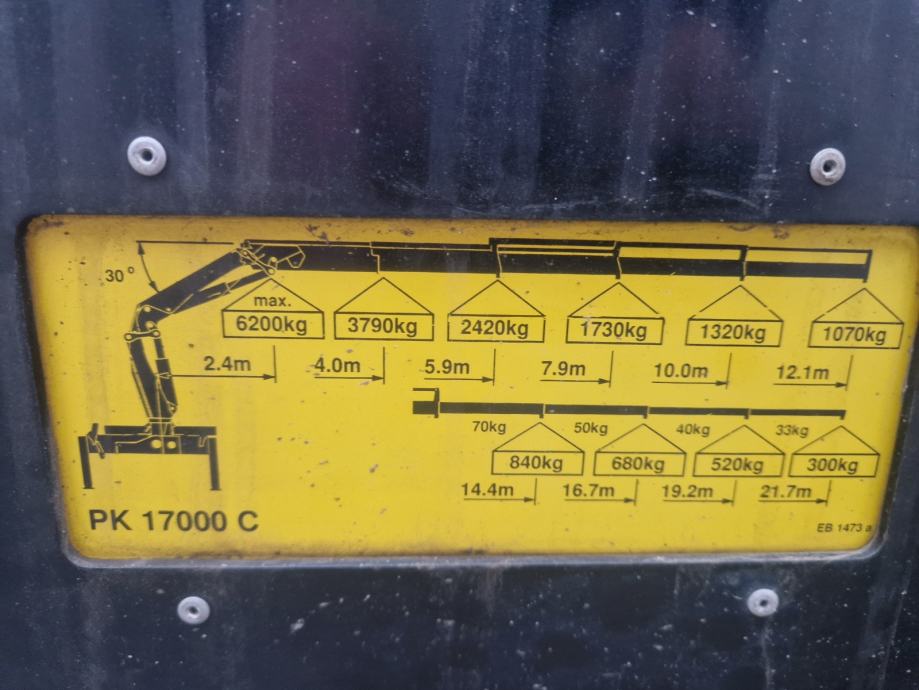 30°
max.
6200kg 3790kg 2420kg 1730kg 1320kg 1070kg
2.4m 4.0m 5.9m 7.9m 10.0m 12.1m
70kg 50kg 40kg 33kg
840kg 680kg 520kg 300kg
14.4m 16.7m 19.2m 21.7m
PK 17000 C
EB 1473 a